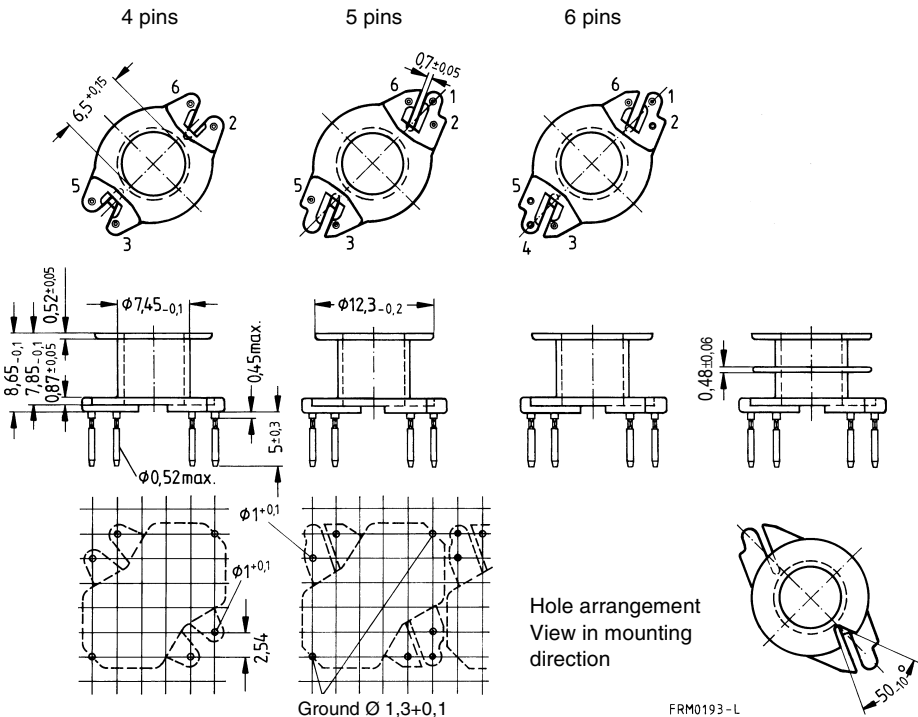 4 pins
5 pins
6 pins
6,5 +0,15
6
2
5
3
0,7±0,05
6
1
2
5
3
6
1
2
5
4
3
8,65 -0,1
7,85 -0,1
0,87±0,05
0,52±0,05
Φ7,45 -0,1
0,45max.
5±0,3
Φ0,52max.
Φ12,3 -0,2
0,48±0,06
Φ1 +0,1
Φ1 +0,1
2,54
Hole arrangement
View in mounting
direction
Ground Ø 1,3+0,1
FRM0193-L
50 -10°